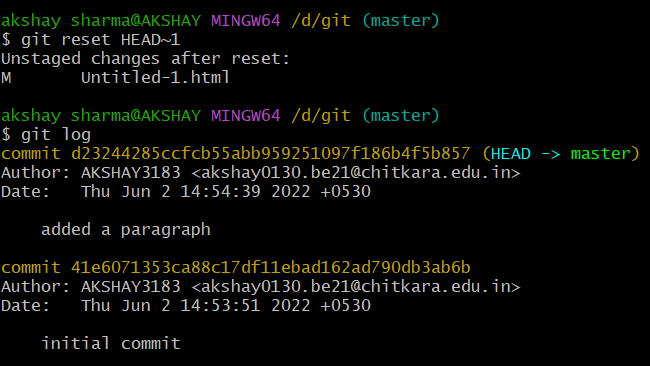 akshay sharma@AKSHAY MINGW64 /d/git (master)
$ git reset HEAD~1
Unstaged changes after reset:
M       Untitled-1.html
akshay sharma@AKSHAY MINGW64 /d/git (master)
$ git log
commit d23244285ccfcb55abb959251097f186b4f5b857 (HEAD -> master)
Author: AKSHAY3183 <akshay0130.be21@chitkara.edu.in>
Date:   Thu Jun 2 14:54:39 2022 +0530
added a paragraph
commit 41e6071353ca88c17df11ebad162ad790db3ab6b
Author: AKSHAY3183 <akshay0130.be21@chitkara.edu.in>
Date:   Thu Jun 2 14:53:51 2022 +0530
initial commit